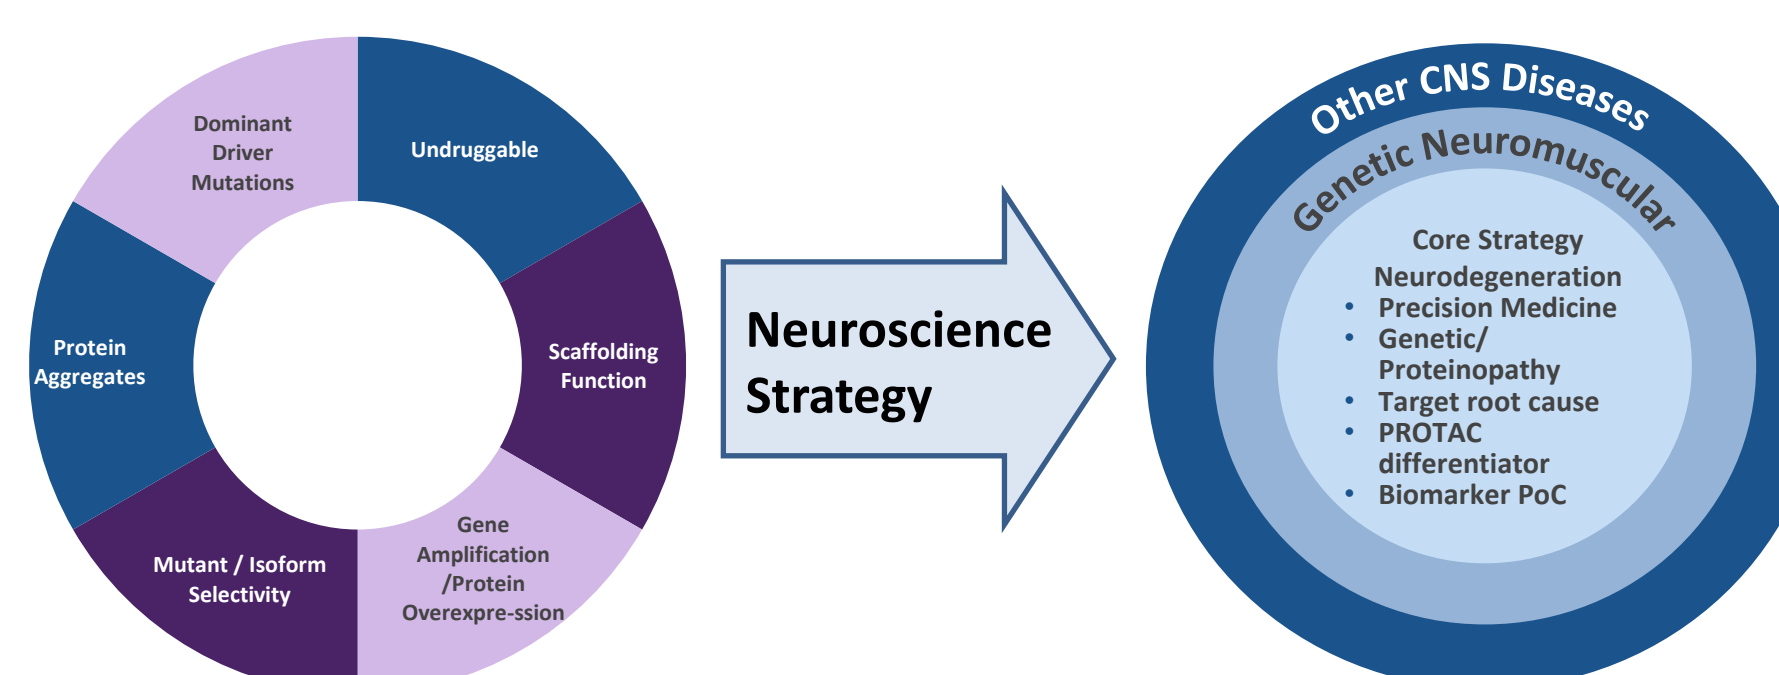 Dominant
Driver
Mutations
Undruggable
Protein
Aggregates
Scaffolding
Function
Mutant / Isoform
Selectivity
Gene
Amplification
/Protein
Overexpre-ssion
Neuroscience
Strategy
Other CNS Diseases
Genetic Neuromuscular
Core Strategy
Neurodegeneration
• Precision Medicine
• Genetic/
Proteinopathy
• Target root cause
• PROTAC
differentiator
• Biomarker PoC